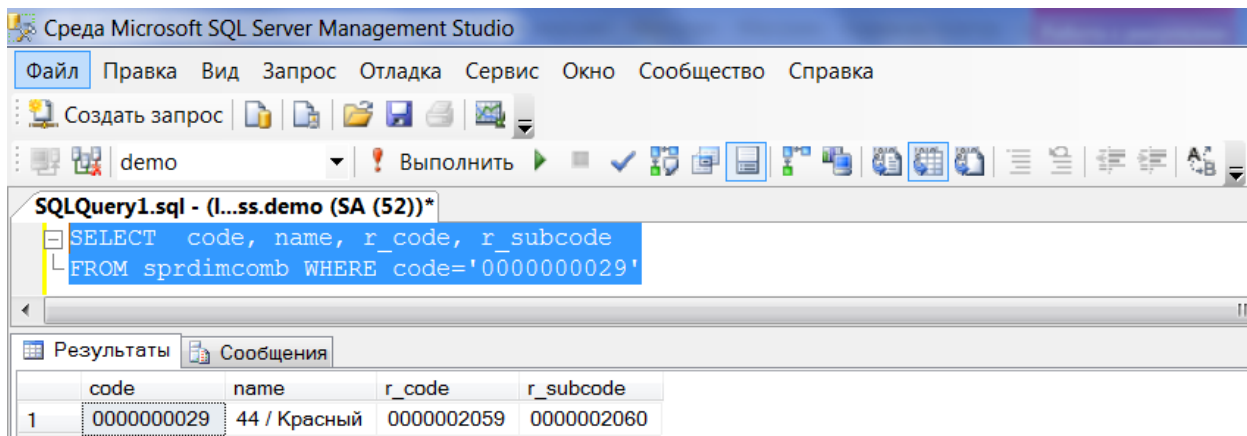 Среда Microsoft SQL Server Management Studio
Файл Правка Вид Запрос Отладка Сервис Окно Сообщество Справка
Создать запрос
demo Выполнить
SQLQuery1.sql - (l...ss.demo (SA (52))*
SELECT code, name, r_code, r_subcode
FROM sprdimcomb WHERE code='0000000029'
Результаты Сообщения
code name r_code r_subcode
1 0000000029 44 / Красный 0000002059 0000002060